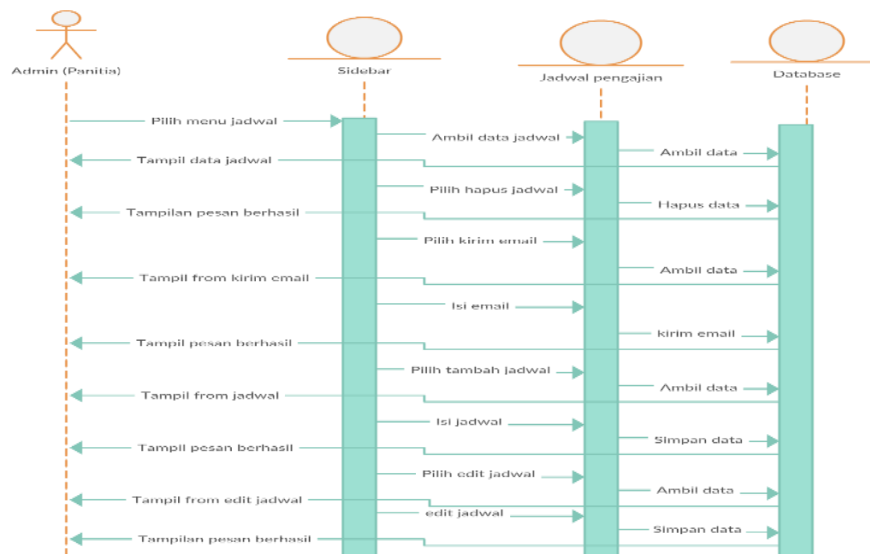 Admin (Panitia)
Sidebar
Jadwal pengajian
Database
Pilih menu jadwal
Ambil data jadwal
Ambil data
Tampil data jadwal
Pilih hapus jadwal
Hapus data
Tampilan pesan berhasil
Pilih kirim email
Ambil data
Tampil from kirim email
Isi email
kirim email
Tampil pesan berhasil
Pilih tambah jadwal
Ambil data
Tampil from jadwal
Isi jadwal
Simpan data
Tampil pesan berhasil
Pilih edit jadwal
Ambil data
Tampil from edit jadwal
edit jadwal
Simpan data
Tampilan pesan berhasil